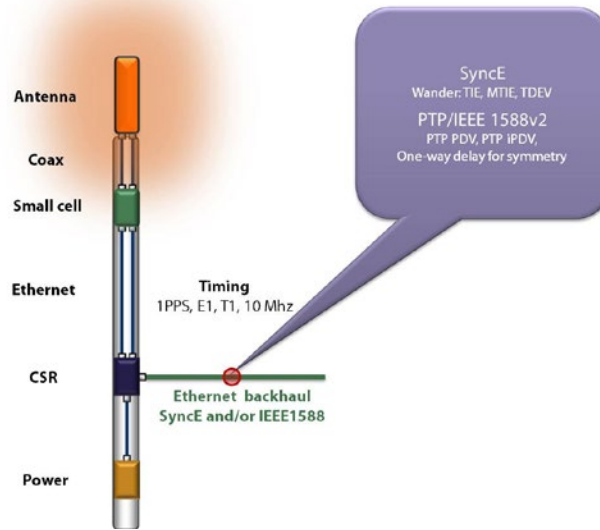 SyncE
Wander: TIE, MTIE, TDEV
PTP/IEEE 1588v2
PTP PDV, PTP iPDV,
One-way delay for symmetry
Antenna
Coax
Small cell
Ethernet
Timing
1PPS, E1, T1, 10 Mhz
CSR
Ethernet backhaul
SyncE and/or IEEE1588
Power